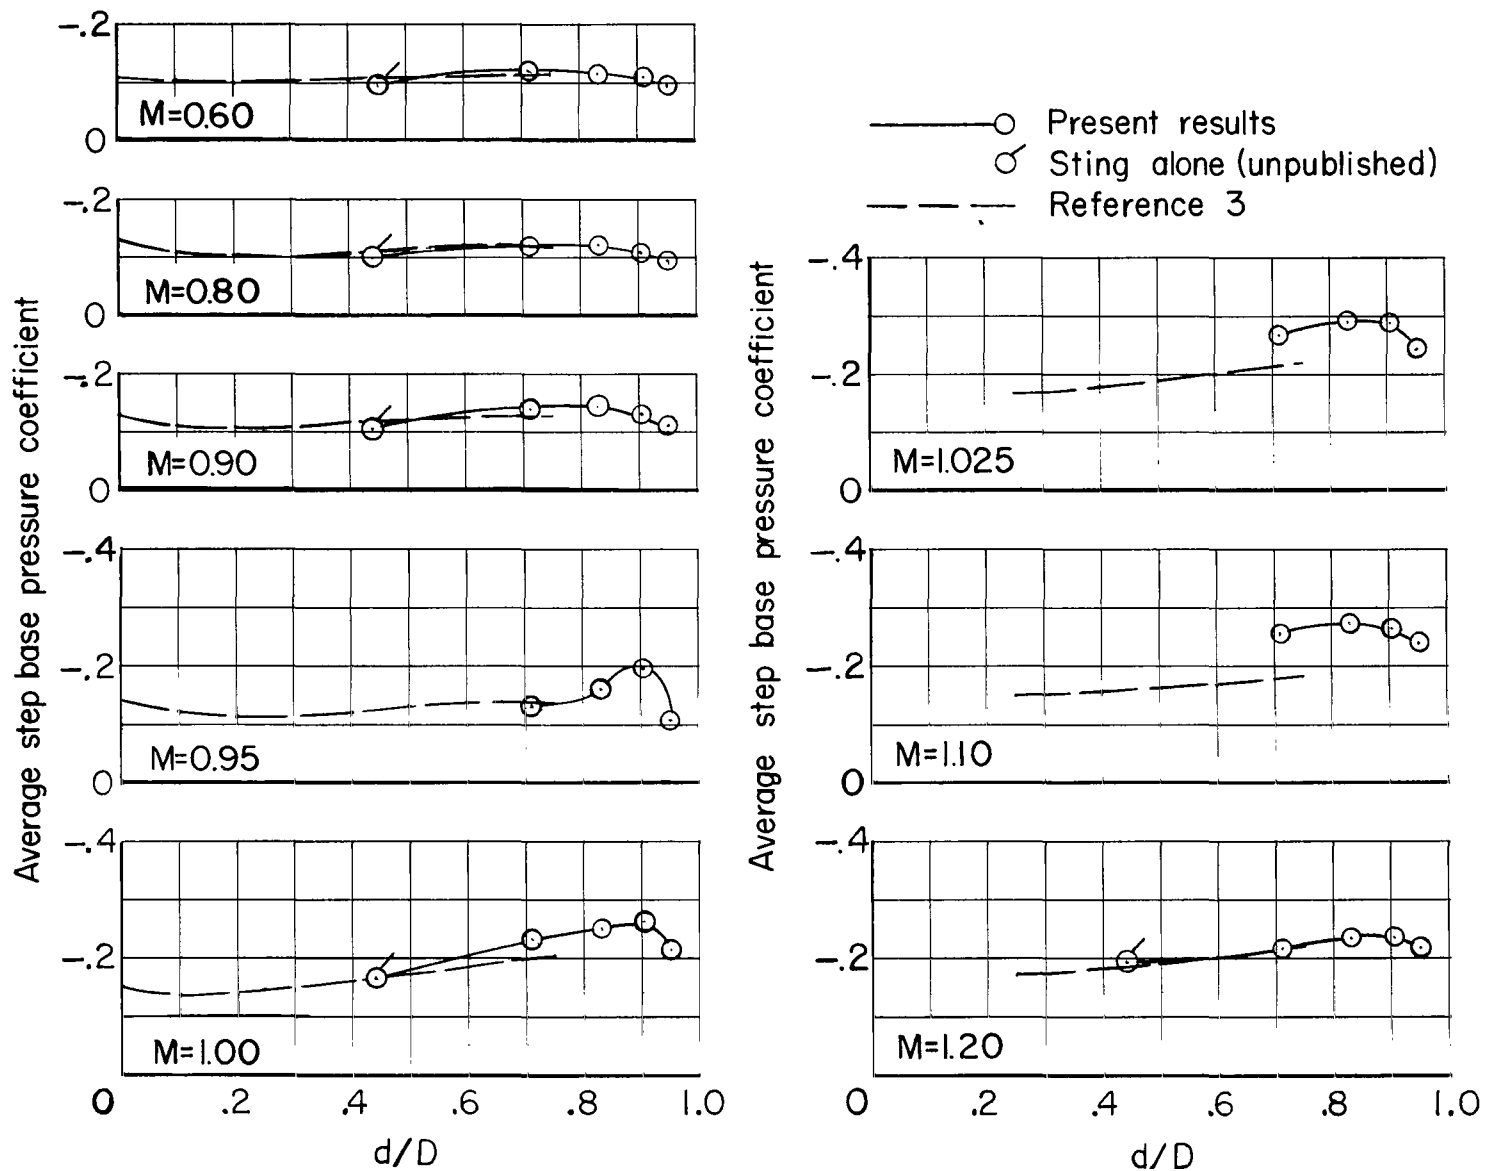 -.2
M=0.60
0
-.2
M=0.80
0
-.2
M=0.90
0
-.4
-.2
M=0.95
0
-.4
-.2
M=1.00
0 .2 .4 .6 .8 1.0
d/D
Average step base pressure coefficient
Present results
Sting alone (unpublished)
Reference 3
-.4
-.2
M=1.025
0
-.4
-.2
M=1.10
0
-.4
-.2
M=1.20
0 .2 .4 .6 .8 1.0
d/D
Average step base pressure coefficient